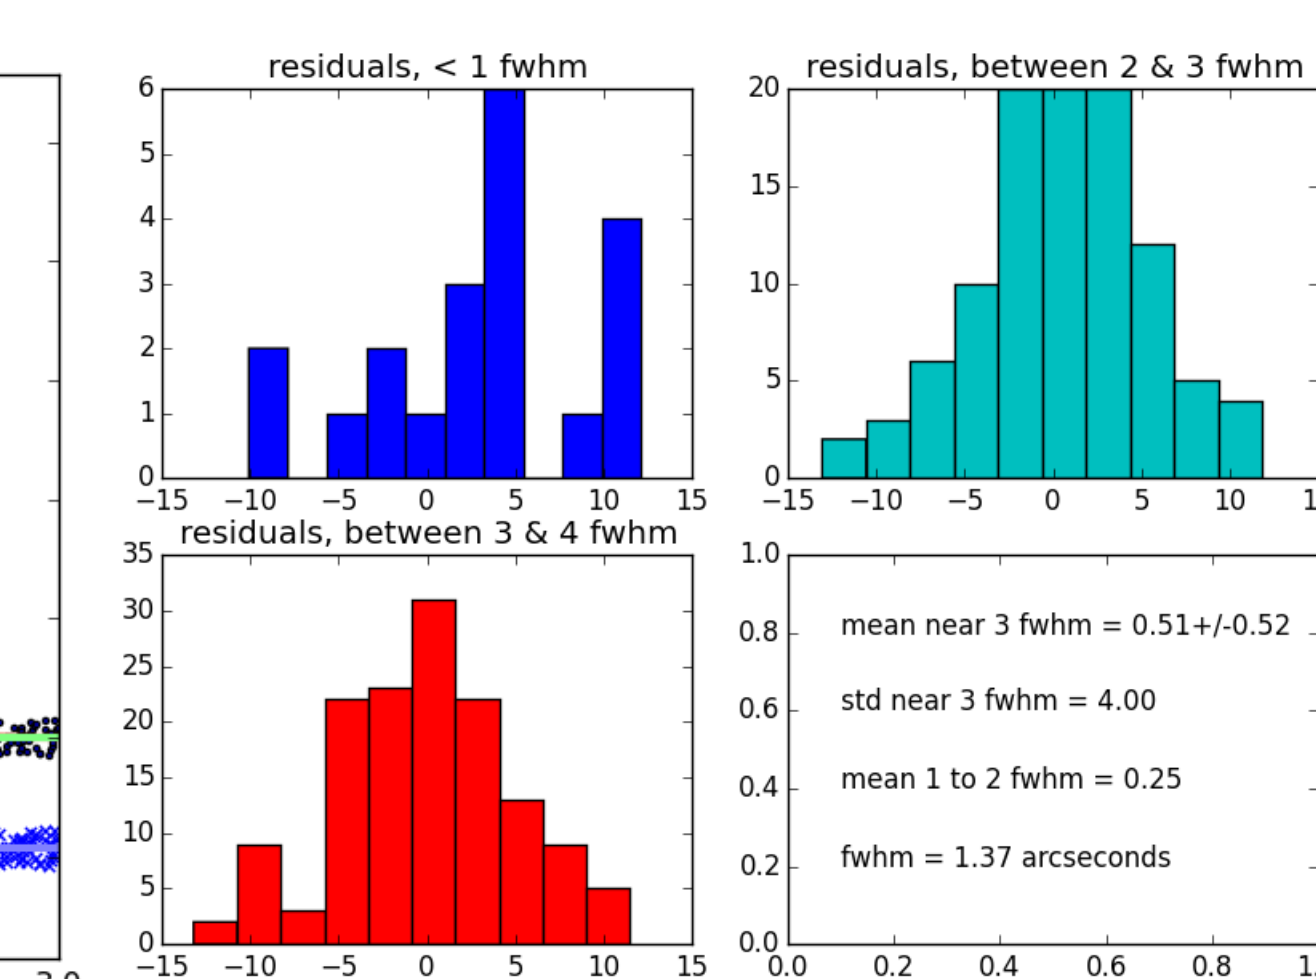 residuals, < 1 fwhm
6
5
4
3
2
1
0
−15 −10 −5 0 5 10 15
residuals, between 2 & 3 fwhm
20
15
10
5
0
−15 −10 −5 0 5 10
residuals, between 3 & 4 fwhm
35
30
25
20
15
10
5
0
−15 −10 −5 0 5 10 15
1.0
0.8
0.6
0.4
0.2
0.0
mean near 3 fwhm = 0.51+/-0.52
std near 3 fwhm = 4.00
mean 1 to 2 fwhm = 0.25
fwhm = 1.37 arcseconds
0.0 0.2 0.4 0.6 0.8